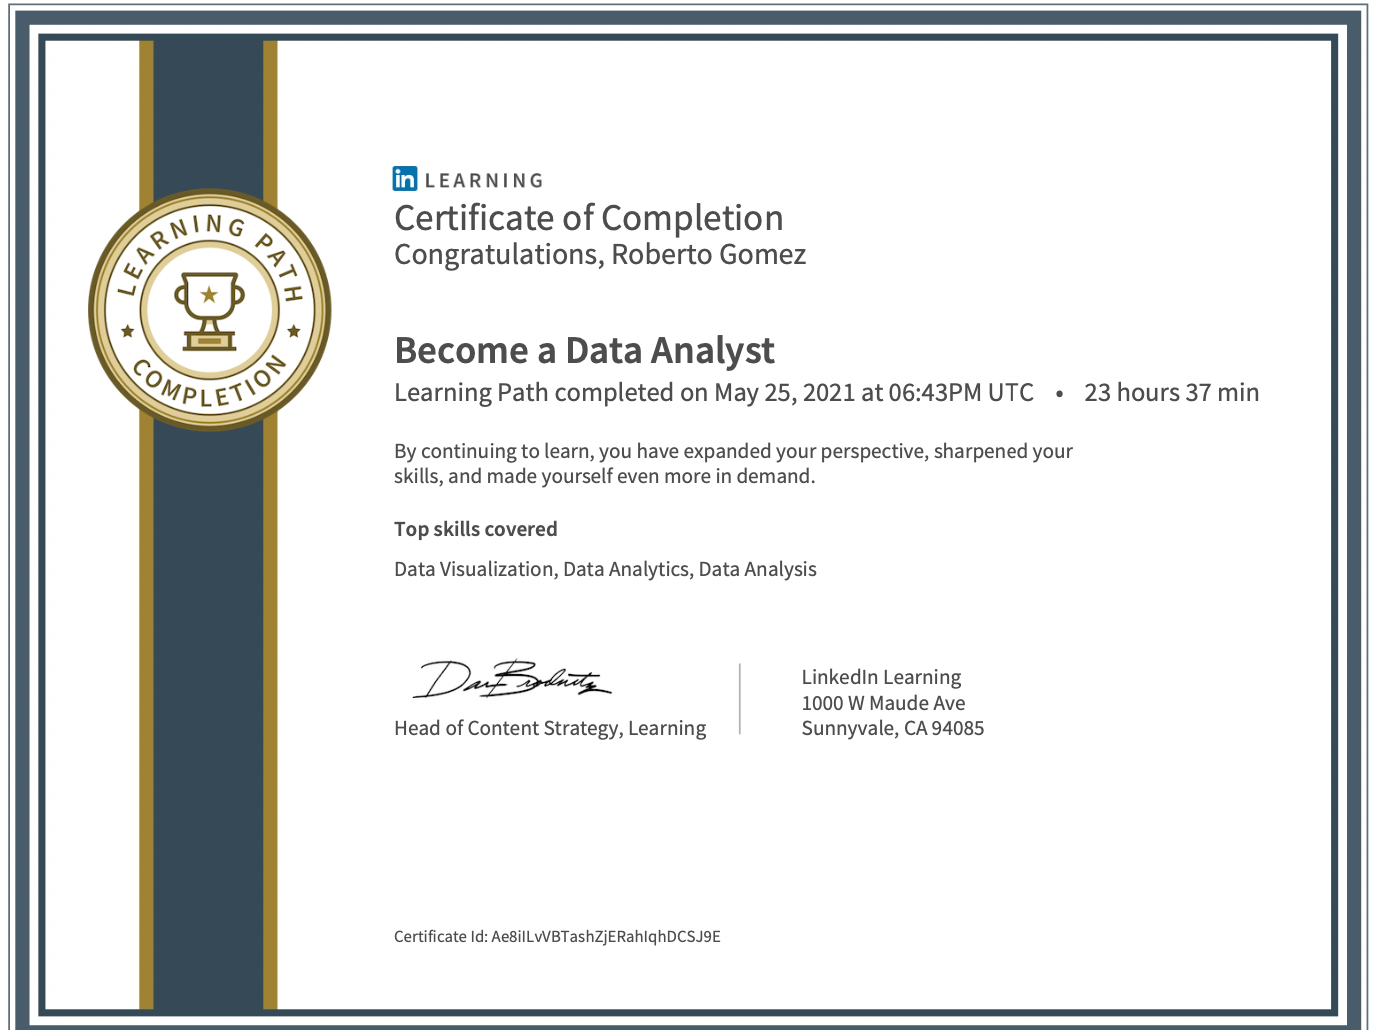 LEARNING PATH
COMPLETION
in LEARNING
Certificate of Completion
Congratulations, Roberto Gomez
Become a Data Analyst
Learning Path completed on May 25, 2021 at 06:43PM UTC • 23 hours 37 min
By continuing to learn, you have expanded your perspective, sharpened your
skills, and made yourself even more in demand.
Top skills covered
Data Visualization, Data Analytics, Data Analysis
Head of Content Strategy, Learning
LinkedIn Learning
1000 W Maude Ave
Sunnyvale, CA 94085
Certificate Id: Ae8iILvVBTashZjERahIqhDCSJ9E